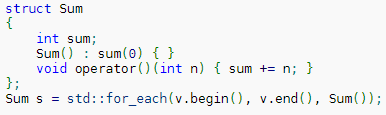 struct Sum
{
    int sum;
    Sum() : sum(0) { }
    void operator()(int n) { sum += n; }
};
Sum s = std::for_each(v.begin(), v.end(), Sum());